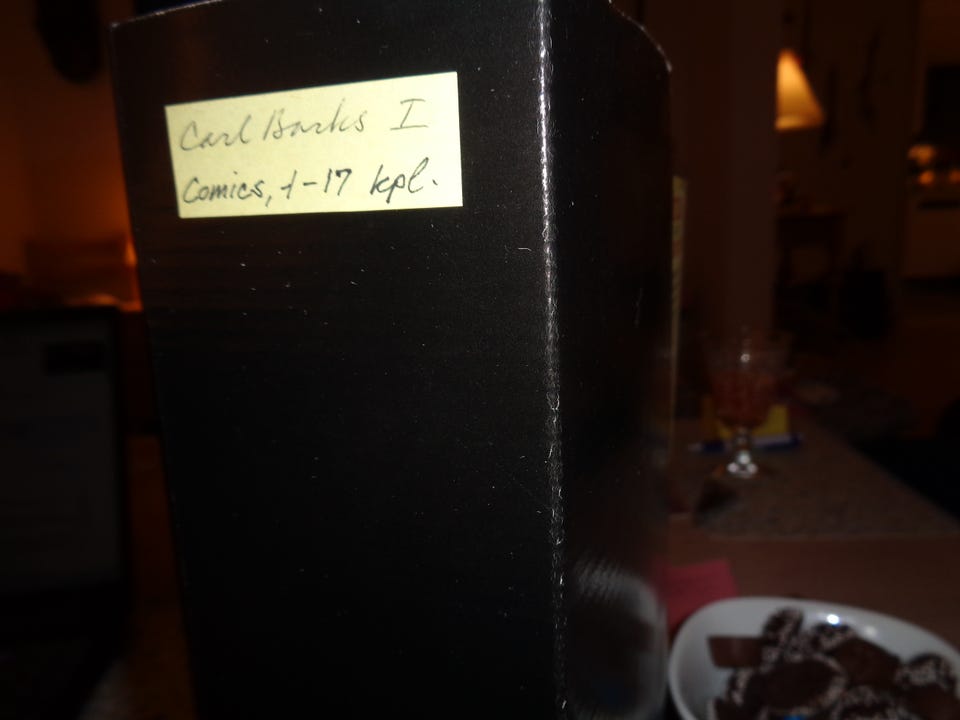 Carl Barks I
Comics, 1-17 kpl.